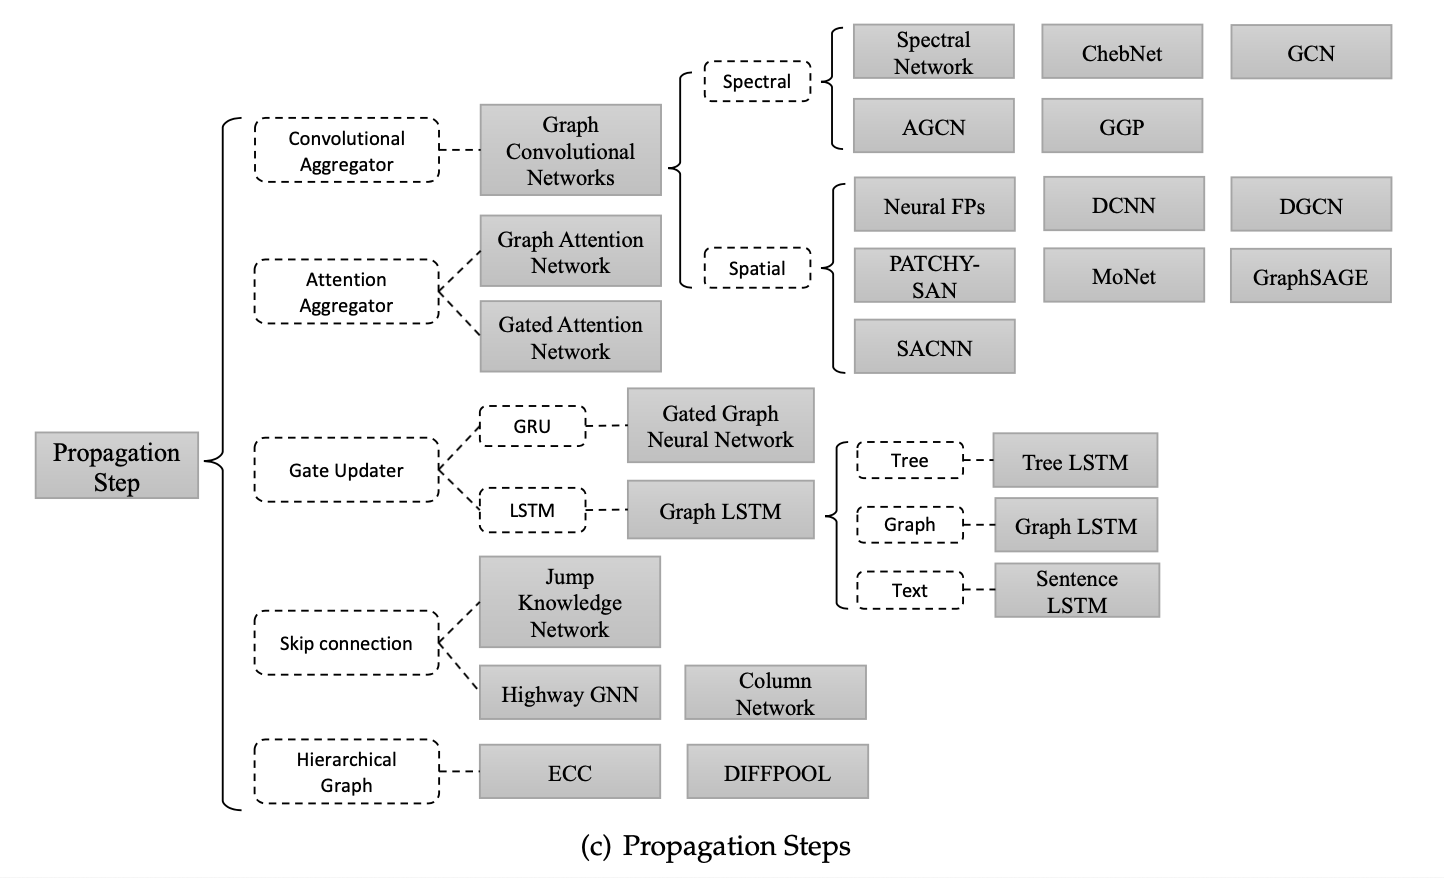 Propagation
Step
Convolutional
Aggregator
Graph
Convolutional
Networks
Spectral
Spectral
Network
ChebNet
GCN
AGCN
GGP
Spatial
Neural FPs
DCNN
DGCN
PATCHY-
SAN
MoNet
GraphSAGE
SACNN
Attention
Aggregator
Graph Attention
Network
Gated Attention
Network
Gate Updater
GRU
Gated Graph
Neural Network
LSTM
Graph LSTM
Tree
Tree LSTM
Graph
Graph LSTM
Text
Sentence
LSTM
Skip connection
Jump
Knowledge
Network
Highway GNN
Column
Network
Hierarchical
Graph
ECC
DIFFPOOL
(c) Propagation Steps